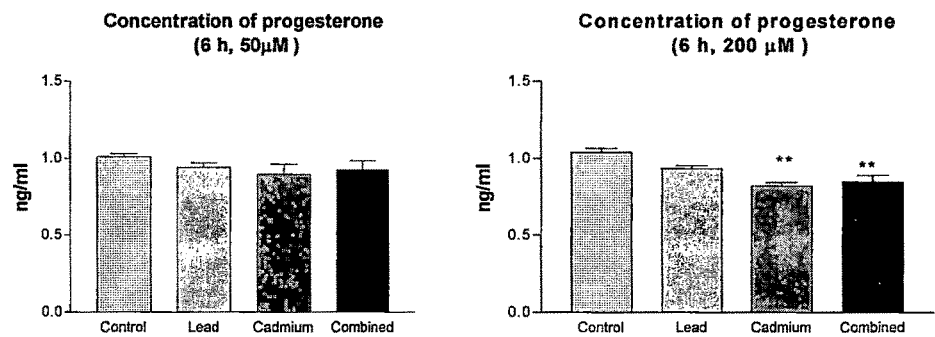 Concentration of progesterone
(6 h, 50µM )
1.5
1.0
0.5
0.0
ng/ml
Control Lead Cadmium Combined
Concentration of progesterone
(6 h, 200 µM )
1.5
1.0
0.5
0.0
ng/ml
** **
Control Lead Cadmium Combined